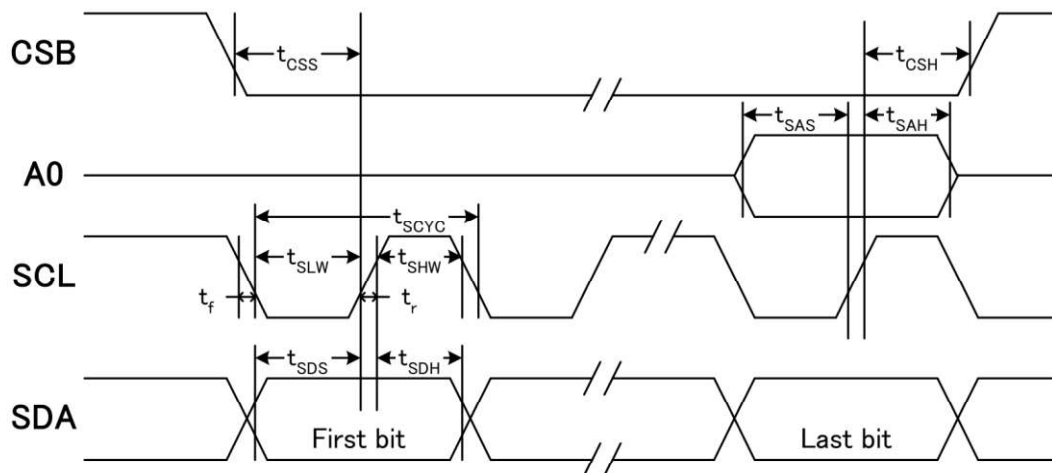 CSB
tCSS
tCSH
A0
tSAS
tSAH
SCL
tSCYC
tSLW
tSHW
tf
tr
SDA
tSDS
tSDH
First bit
Last bit